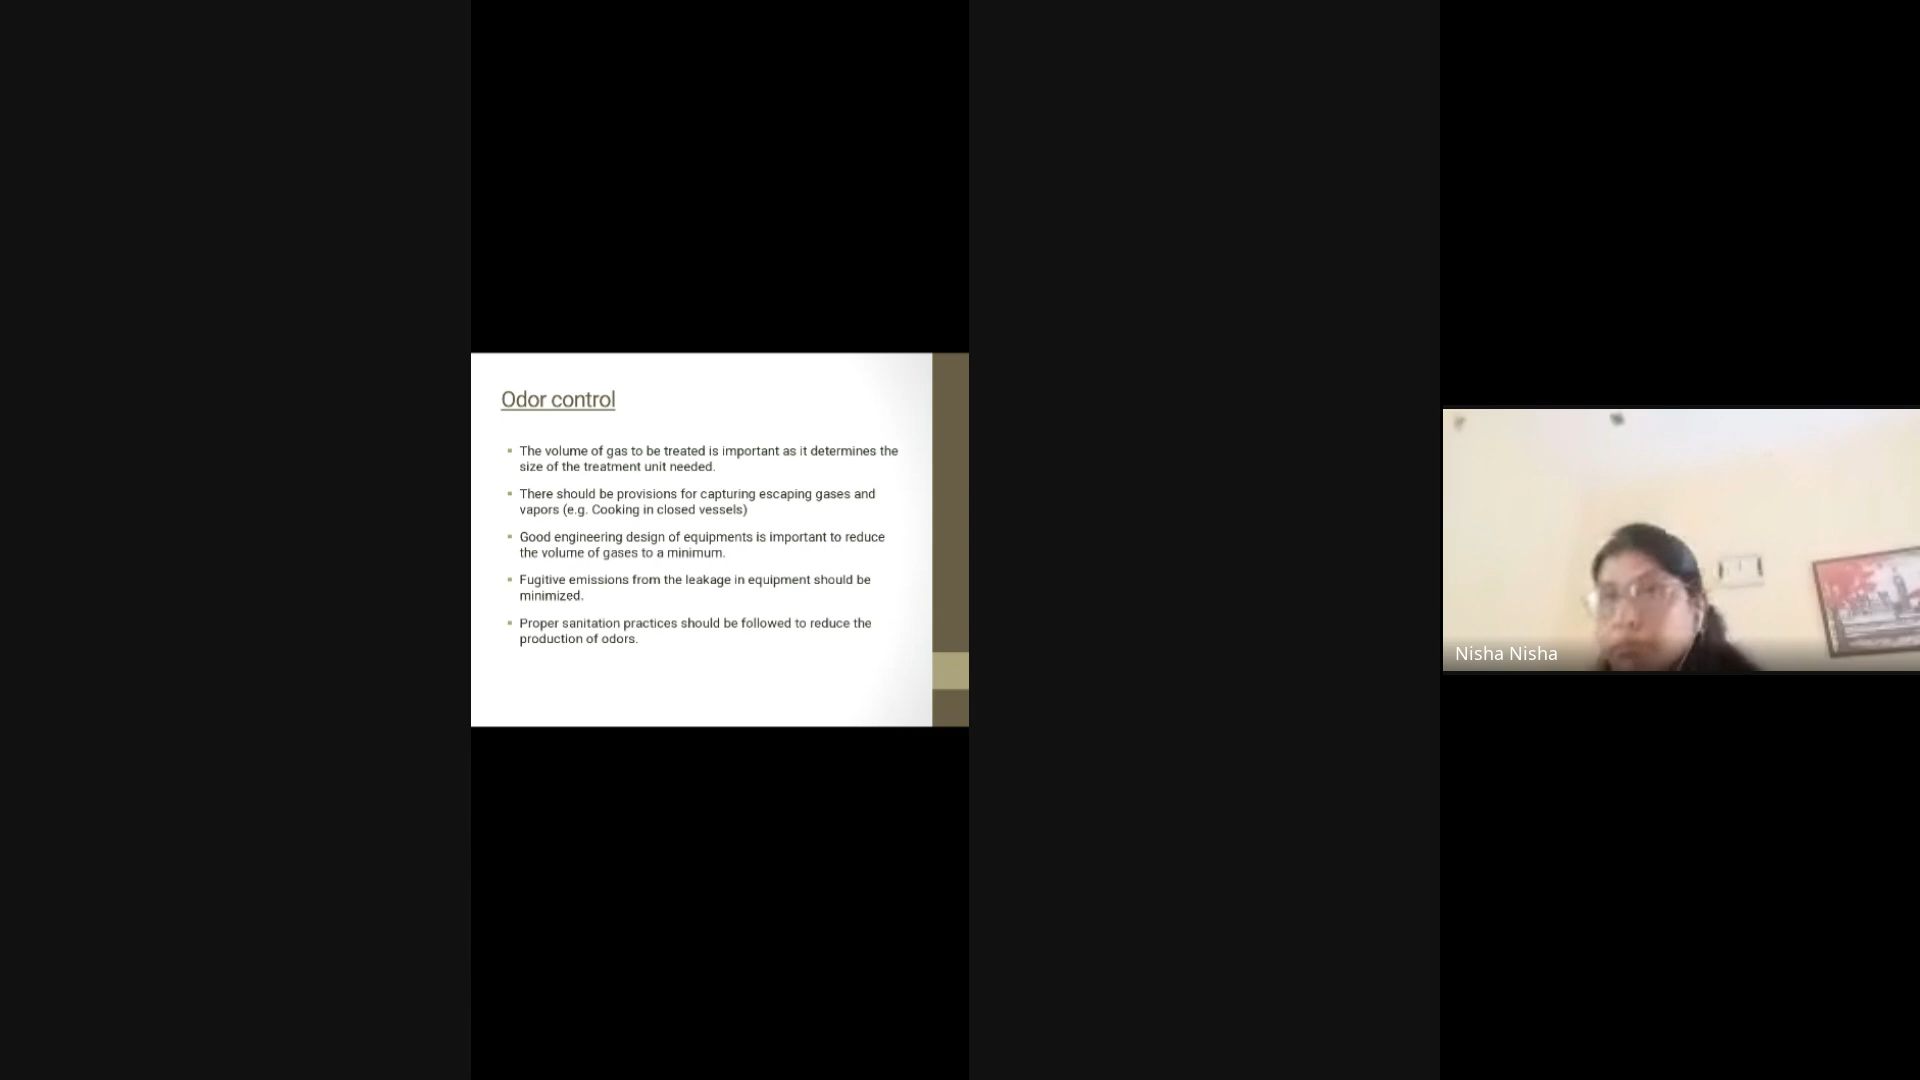 Odor control
The volume of gas to be treated is important as it determines the
size of the treatment unit needed.
There should be provisions for capturing escaping gases and
vapors (e.g. Cooking in closed vessels)
Good engineering design of equipments is important to reduce
the volume of gases to a minimum.
Fugitive emissions from the leakage in equipment should be
minimized.
Proper sanitation practices should be followed to reduce the
production of odors.
Nisha Nisha